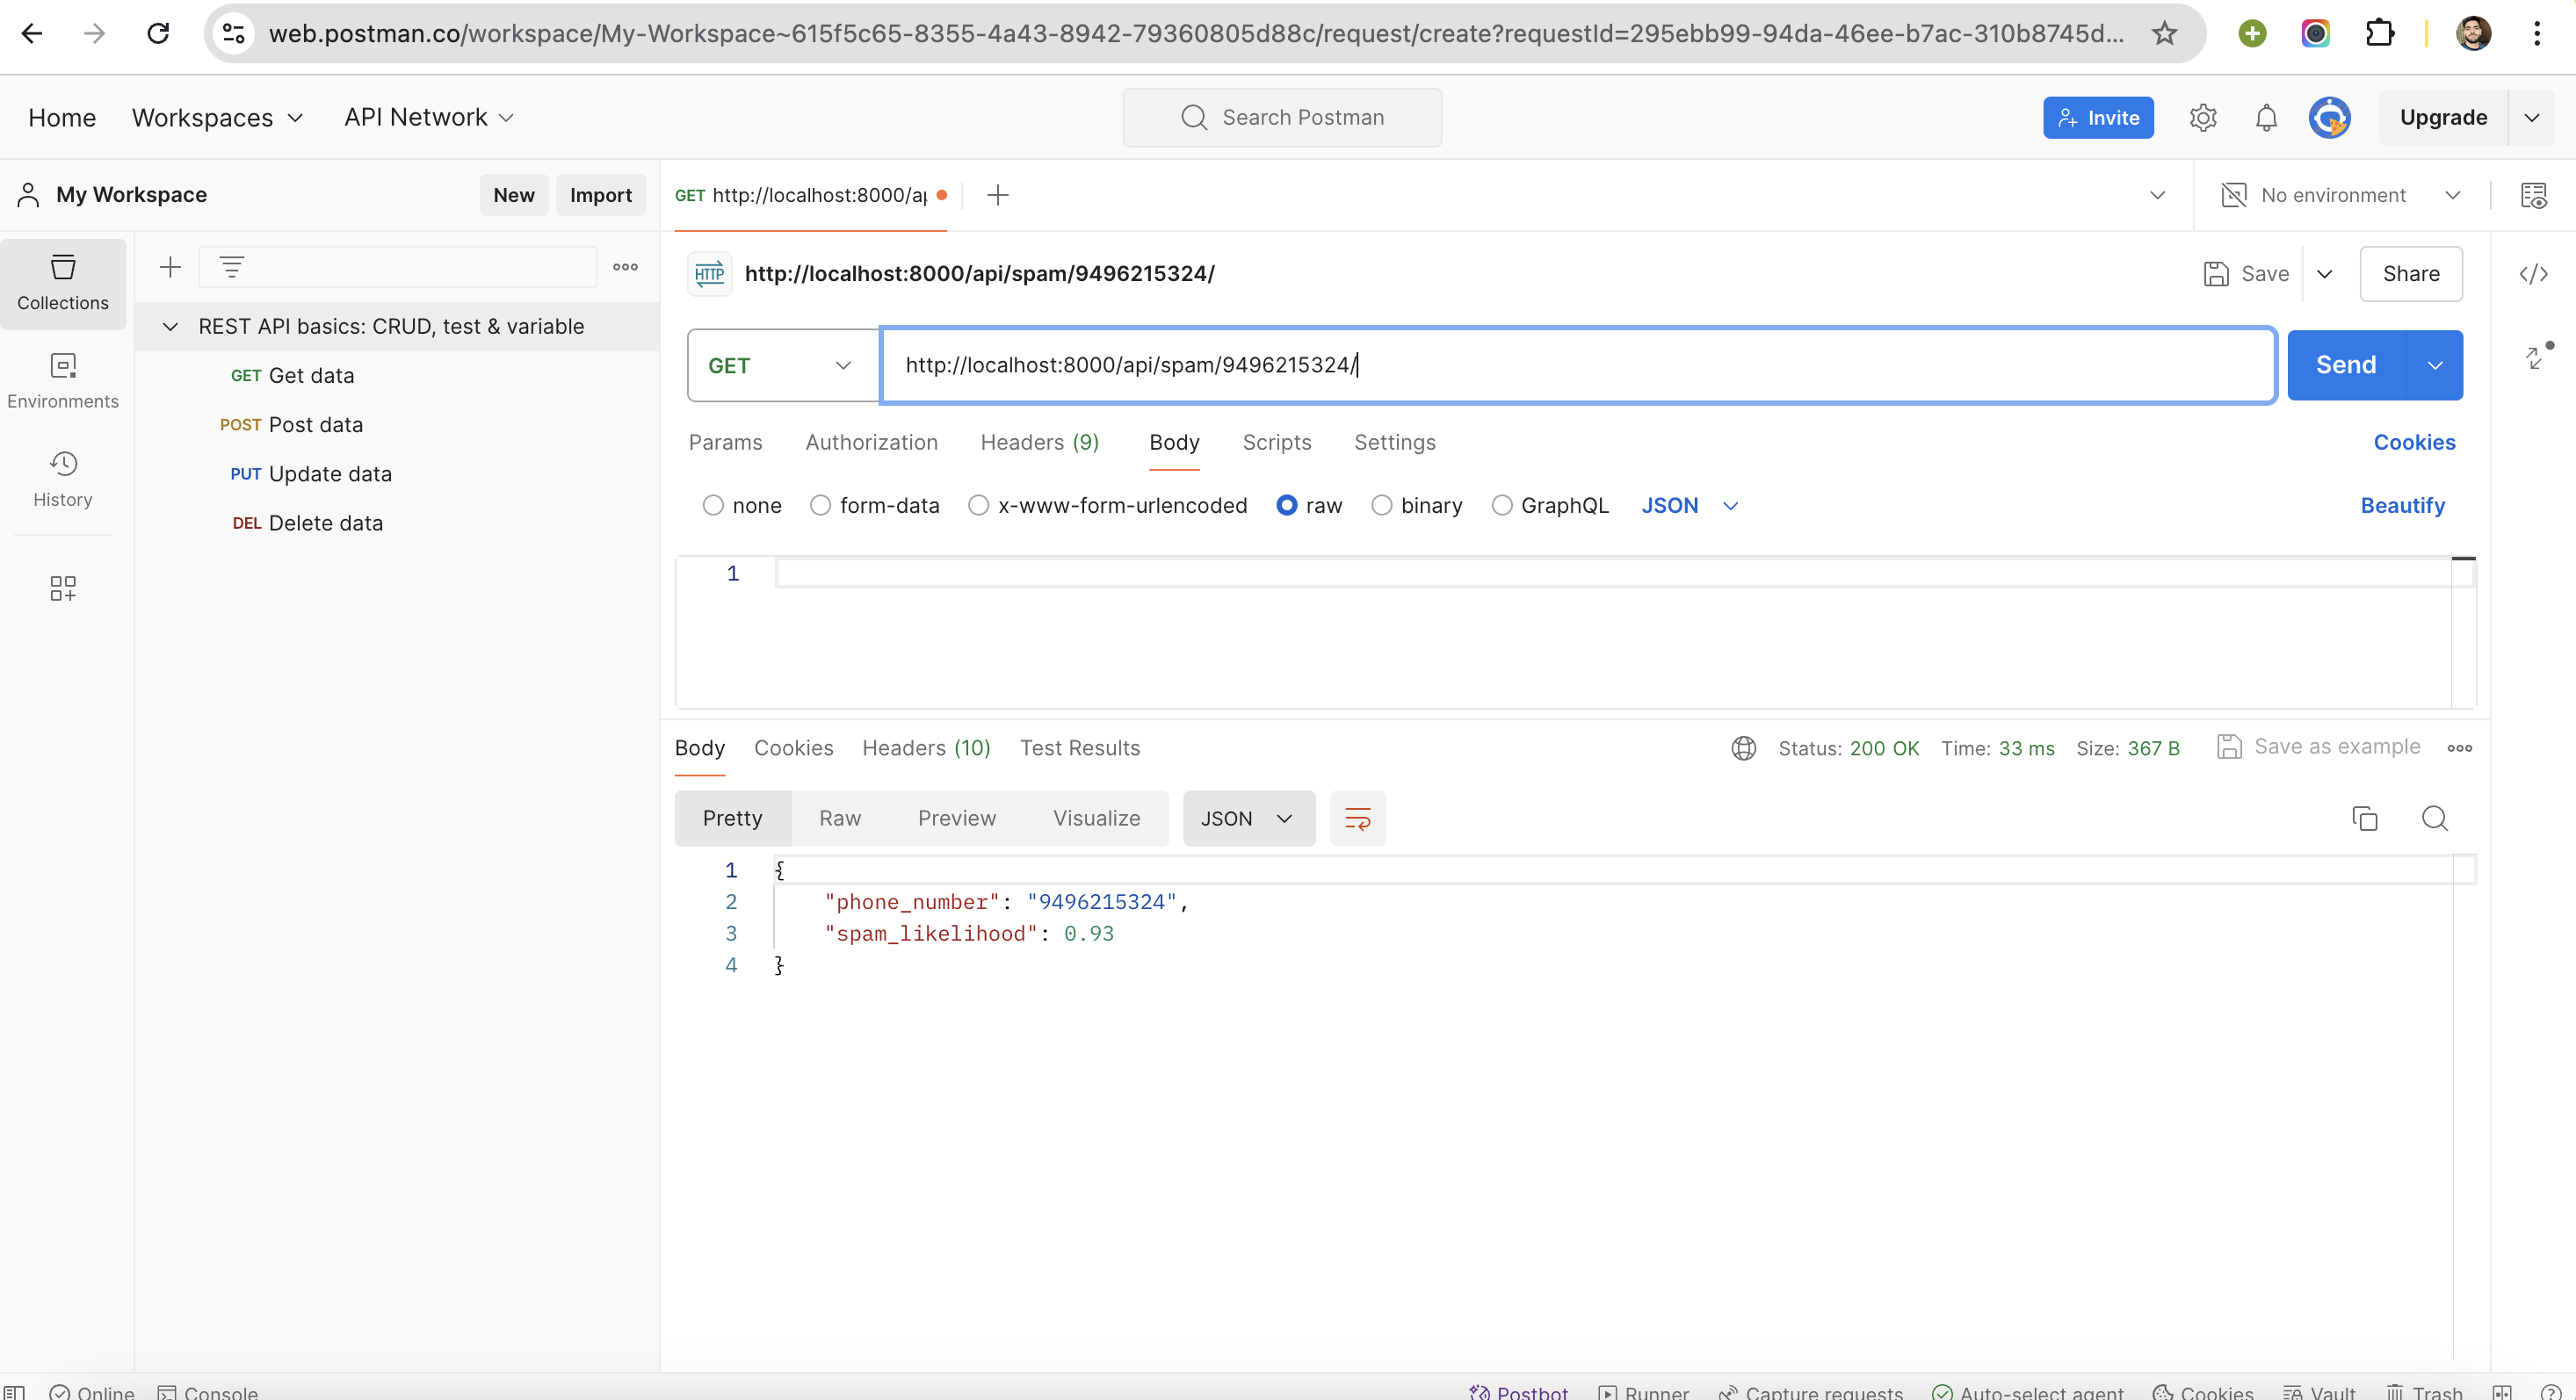 web.postman.co/workspace/My-Workspace~615f5c65-8355-4a43-8942-79360805d88c/request/create?requestId=295ebb99-94da-46ee-b7ac-310b8745d...
Home Workspaces API Network Search Postman Invite Upgrade
My Workspace New Import GET http://localhost:8000/ap No environment
Collections
Environments
History
REST API basics: CRUD, test & variable
GET Get data
POST Post data
PUT Update data
DEL Delete data
HTTP http://localhost:8000/api/spam/9496215324/ Save Share
GET http://localhost:8000/api/spam/9496215324/ Send
Params Authorization Headers (9) Body Scripts Settings Cookies
none form-data x-www-form-urlencoded raw binary GraphQL JSON Beautify
1
Body Cookies Headers (10) Test Results Status: 200 OK Time: 33 ms Size: 367 B Save as example
Pretty Raw Preview Visualize JSON
1 {
2 "phone_number": "9496215324",
3 "spam_likelihood": 0.93
4 }
Online Console Postbot Runner Capture requests Auto-select agent Cookies Vault Trash